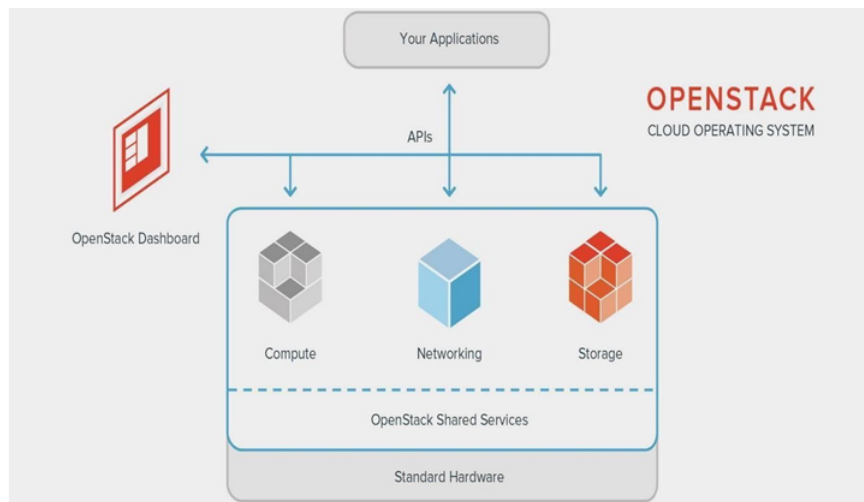 Your Applications
OPENSTACK
CLOUD OPERATING SYSTEM
APIs
OpenStack Dashboard
Compute
Networking
Storage
OpenStack Shared Services
Standard Hardware